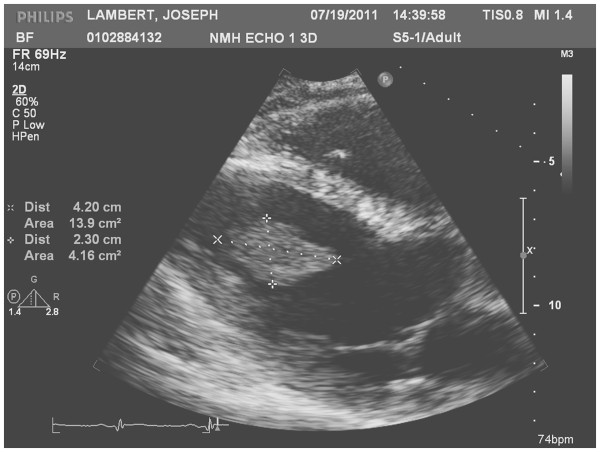 PHILIPS LAMBERT, JOSEPH 07/19/2011 14:39:58 TIS0.8 MI 1.4
BF 0102884132 NMH ECHO 1 3D S5-1/Adult
FR 69Hz
14cm
M3
2D
60%
C 50
P Low
HPen
P
5
Dist 4.20 cm
Area 13.9 cm²
Dist 2.30 cm
Area 4.16 cm²
X
G
P R
1.4 2.8
10
74bpm